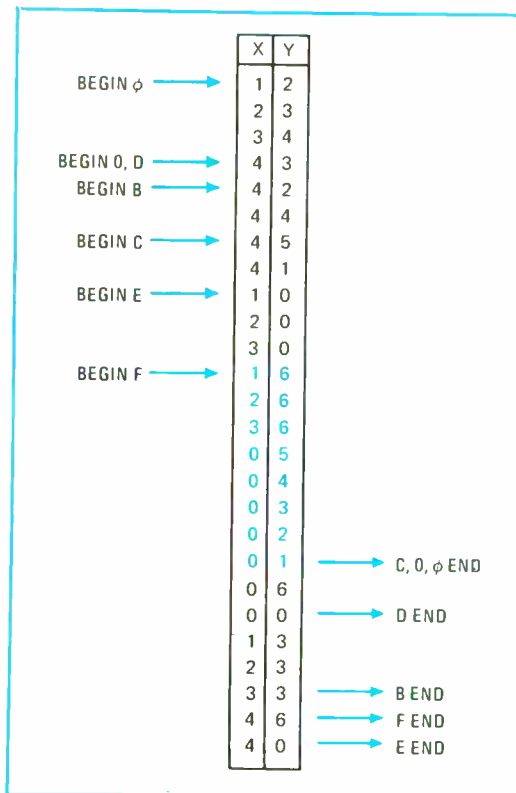 X Y
BEGIN φ 1 2
2 3
3 4
BEGIN 0, D 4 3
BEGIN B 4 2
4 4
BEGIN C 4 5
4 1
BEGIN E 1 0
2 0
3 0
BEGIN F 1 6
2 6
3 6
0 5
0 4
0 3
0 2
0 1 C, 0, φ END
0 6
0 0 D END
1 3
2 3
3 3 B END
4 6 F END
4 0 E END